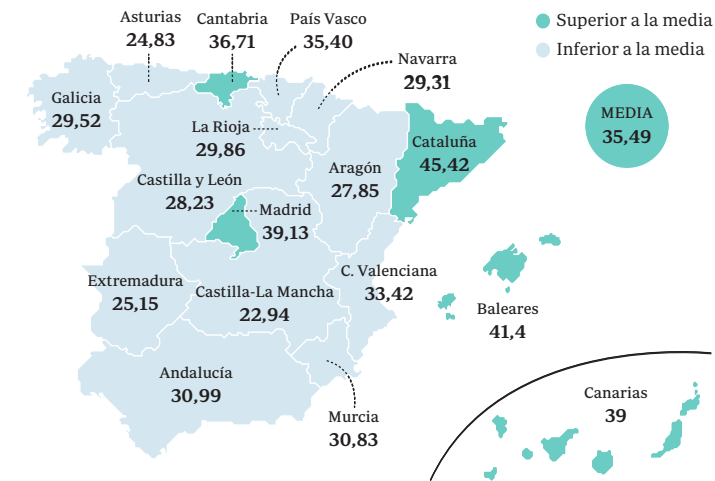 Asturias
24,83
Cantabria
36,71
País Vasco
35,40
Superior a la media
Inferior a la media
Navarra
29,31
Galicia
29,52
MEDIA
35,49
La Rioja
29,86
Cataluña
45,42
Aragón
27,85
Castilla y León
28,23
Madrid
39,13
C. Valenciana
33,42
Extremadura
25,15
Castilla-La Mancha
22,94
Baleares
41,4
Andalucía
30,99
Canarias
39
Murcia
30,83